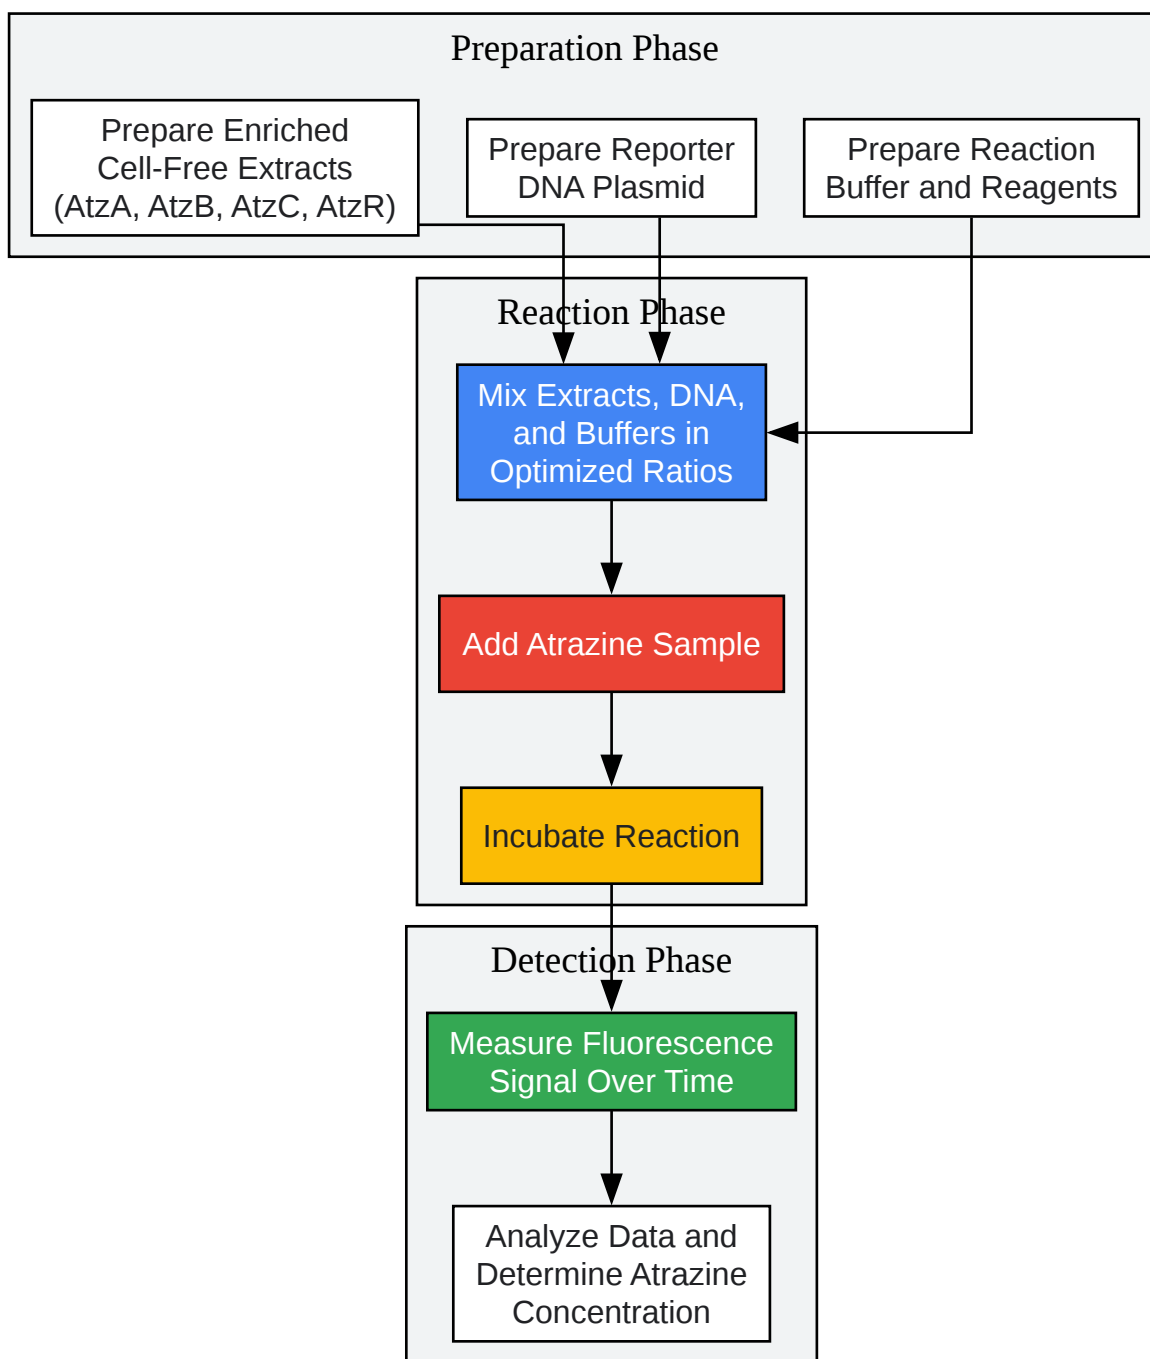 Preparation Phase
Prepare Enriched
Cell-Free Extracts
(AtzA, AtzB, AtzC, AtzR)
Prepare Reporter
DNA Plasmid
Prepare Reaction
Buffer and Reagents
Reaction Phase
Mix Extracts, DNA,
and Buffers in
Optimized Ratios
Add Atrazine Sample
Incubate Reaction
Detection Phase
Measure Fluorescence
Signal Over Time
Analyze Data and
Determine Atrazine
Concentration